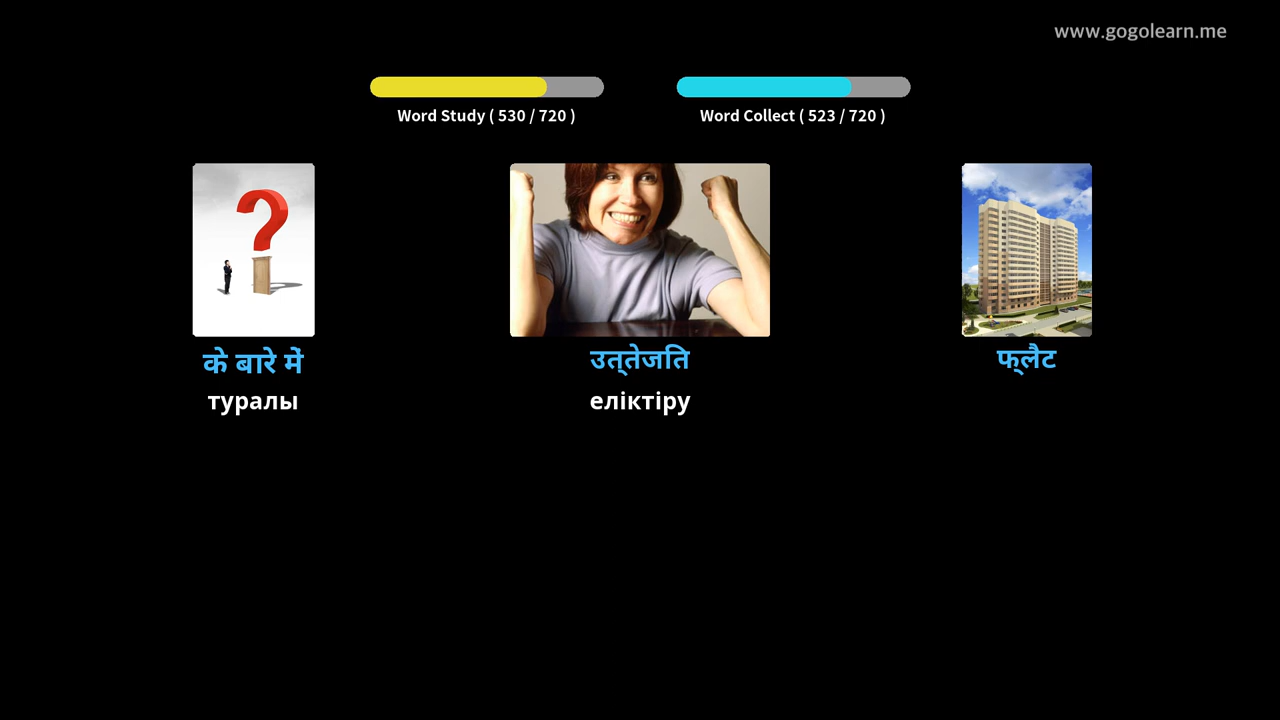 www.gogolearn.me
Word Study ( 530 / 720 )
Word Collect ( 523 / 720 )
के बारे में
उत्तेजति
फ्लैट
туралы
еліктіру